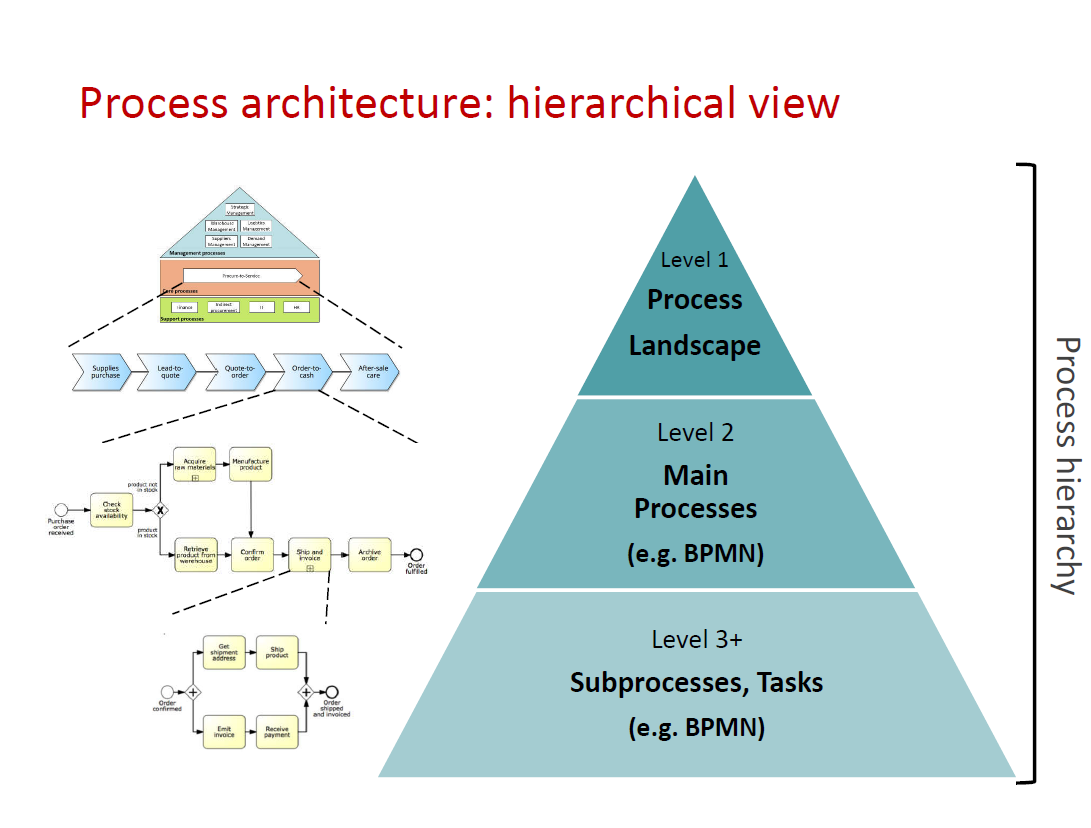 Process architecture: hierarchical view
Strategic
Management
Warehouse
Management
Logistics
Management
Suppliers
Management
Demand
Management
Management processes
Procure-to-Service
Core processes
Finance
Indirect
procurement
IT
HR
Support processes
Supplies
purchase
Lead-to-
quote
Quote-to-
order
Order-to-
cash
After-sale
care
Purchase
order
received
Check
stock
availability
product not
in stock
product
in stock
Acquire
raw materials
Manufacture
product
Retrieve
product from
warehouse
Confirm
order
Ship and
invoice
Archive
order
Order
fulfilled
Order
confirmed
Get
shipment
address
Ship
product
Emit
invoice
Receive
payment
Order
shipped
and invoiced
Level 1
Process
Landscape
Level 2
Main
Processes
(e.g. BPMN)
Level 3+
Subprocesses, Tasks
(e.g. BPMN)
Process hierarchy